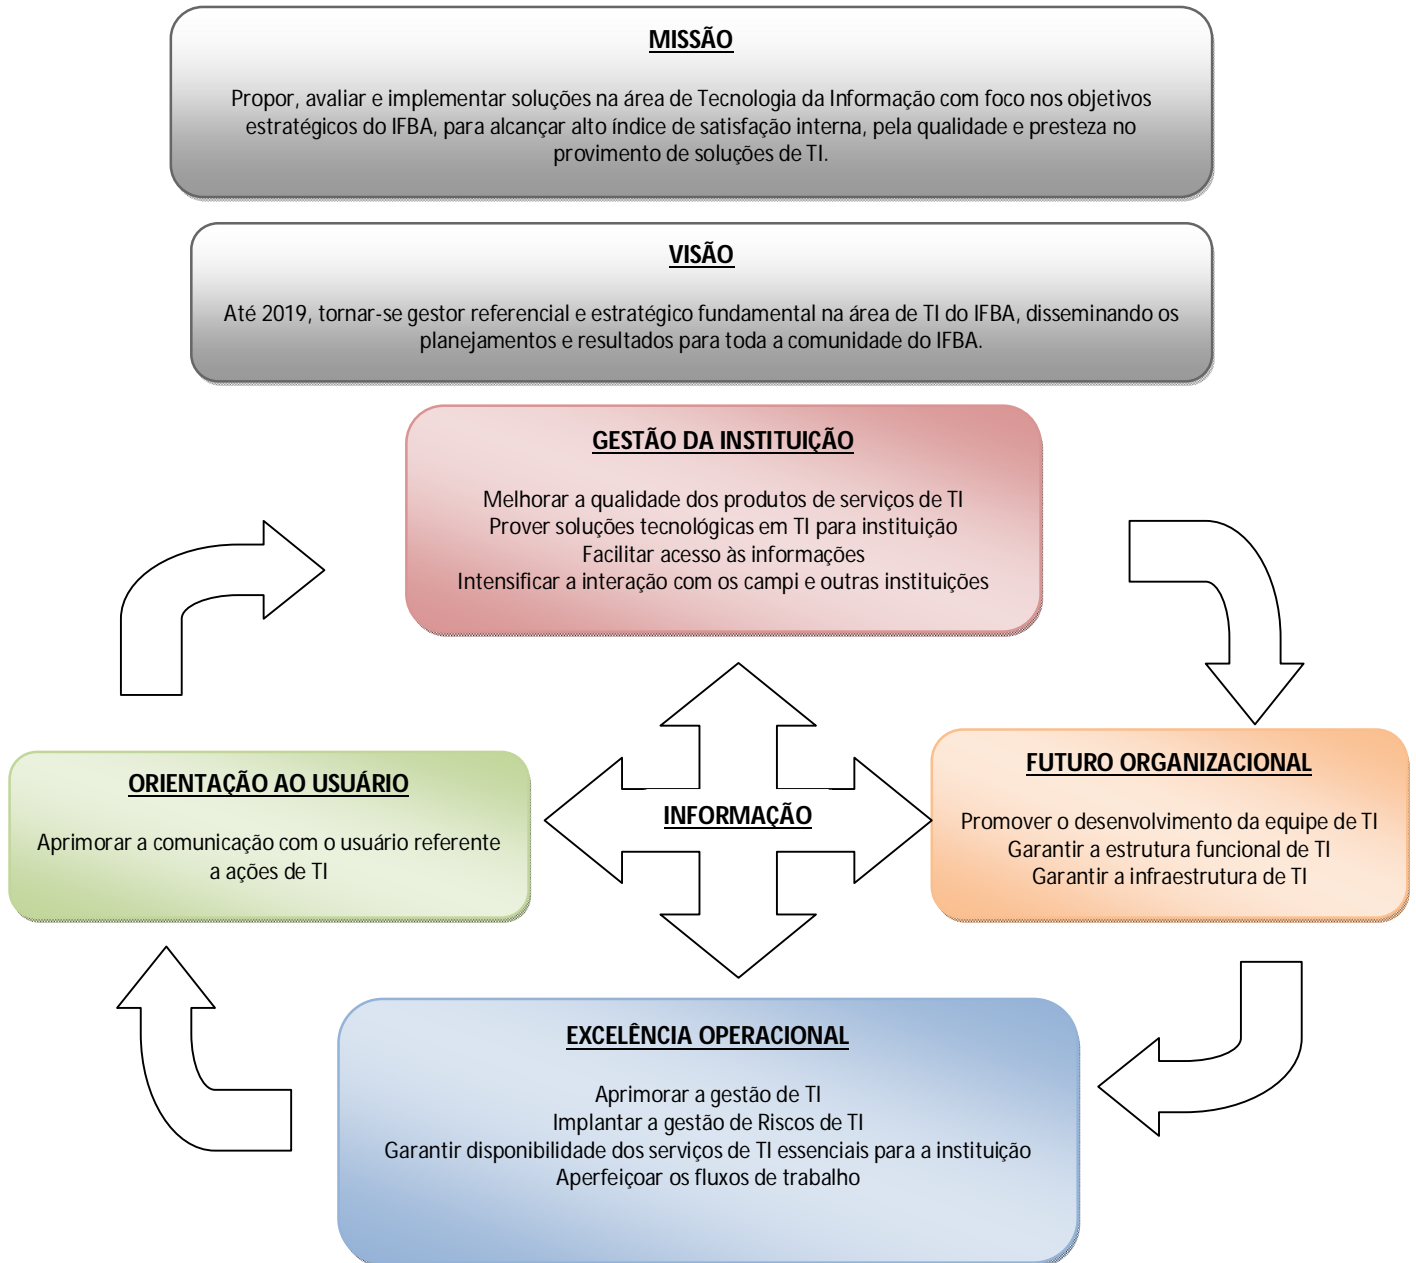 MISSÃO
Propor, avaliar e implementar soluções na área de Tecnologia da Informação com foco nos objetivos
estratégicos do IFBA, para alcançar alto índice de satisfação interna, pela qualidade e presteza no
provimento de soluções de TI.
VISÃO
Até 2019, tornar-se gestor referencial e estratégico fundamental na área de TI do IFBA, disseminando os
planejamentos e resultados para toda a comunidade do IFBA.
GESTÃO DA INSTITUIÇÃO
Melhorar a qualidade dos produtos de serviços de TI
Prover soluções tecnológicas em TI para instituição
Facilitar acesso às informações
Intensificar a interação com os campi e outras instituições
ORIENTAÇÃO AO USUÁRIO
Aprimorar a comunicação com o usuário referente
a ações de TI
INFORMAÇÃO
FUTURO ORGANIZACIONAL
Promover o desenvolvimento da equipe de TI
Garantir a estrutura funcional de TI
Garantir a infraestrutura de TI
EXCELÊNCIA OPERACIONAL
Aprimorar a gestão de TI
Implantar a gestão de Riscos de TI
Garantir disponibilidade dos serviços de TI essenciais para a instituição
Aperfeiçoar os fluxos de trabalho